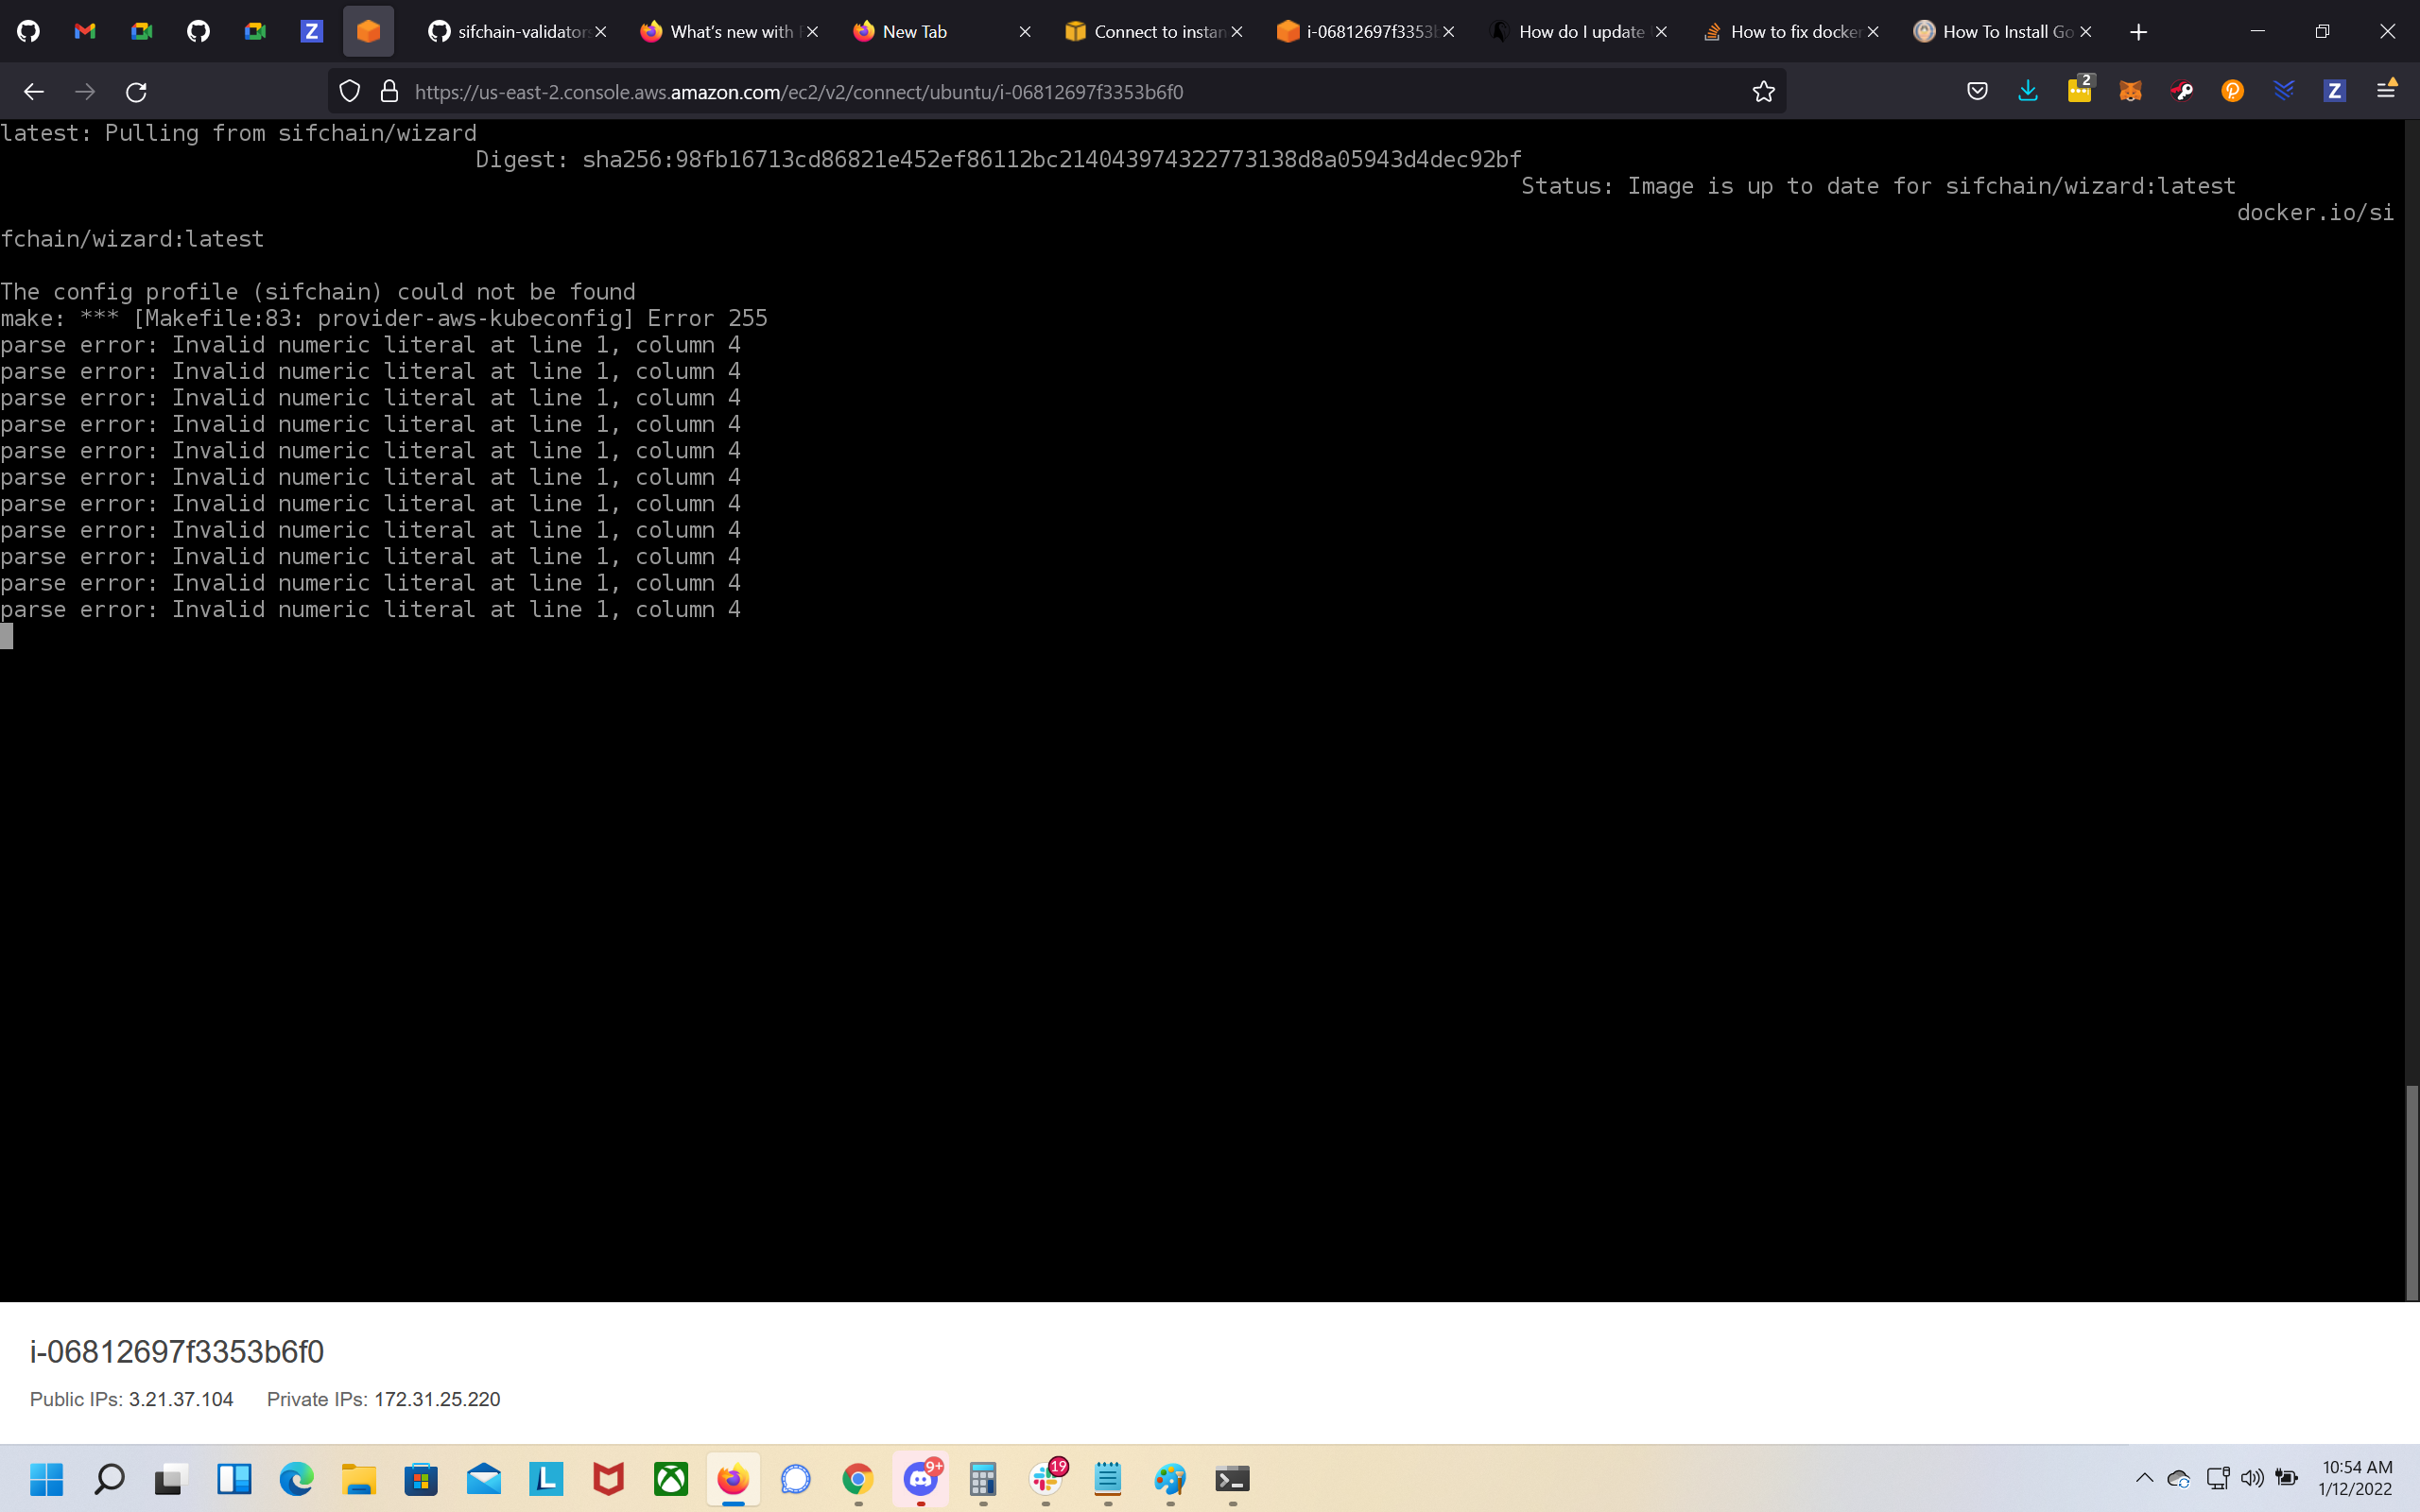 sifchain-validators
What's new with F
New Tab
Connect to instan
i-06812697f3353b
How do I update
How to fix docker
How To Install Go
https://us-east-2.console.aws.amazon.com/ec2/v2/connect/ubuntu/i-06812697f3353b6f0
2
latest: Pulling from sifchain/wizard
Digest: sha256:98fb16713cd86821e452ef86112bc214043974322773138d8a05943d4dec92bf
Status: Image is up to date for sifchain/wizard:latest
docker.io/si
fchain/wizard:latest
The config profile (sifchain) could not be found
make: *** [Makefile:83: provider-aws-kubeconfig] Error 255
parse error: Invalid numeric literal at line 1, column 4
parse error: Invalid numeric literal at line 1, column 4
parse error: Invalid numeric literal at line 1, column 4
parse error: Invalid numeric literal at line 1, column 4
parse error: Invalid numeric literal at line 1, column 4
parse error: Invalid numeric literal at line 1, column 4
parse error: Invalid numeric literal at line 1, column 4
parse error: Invalid numeric literal at line 1, column 4
parse error: Invalid numeric literal at line 1, column 4
parse error: Invalid numeric literal at line 1, column 4
parse error: Invalid numeric literal at line 1, column 4
i-06812697f3353b6f0
Public IPs: 3.21.37.104 Private IPs: 172.31.25.220
9+
19
10:54 AM
1/12/2022